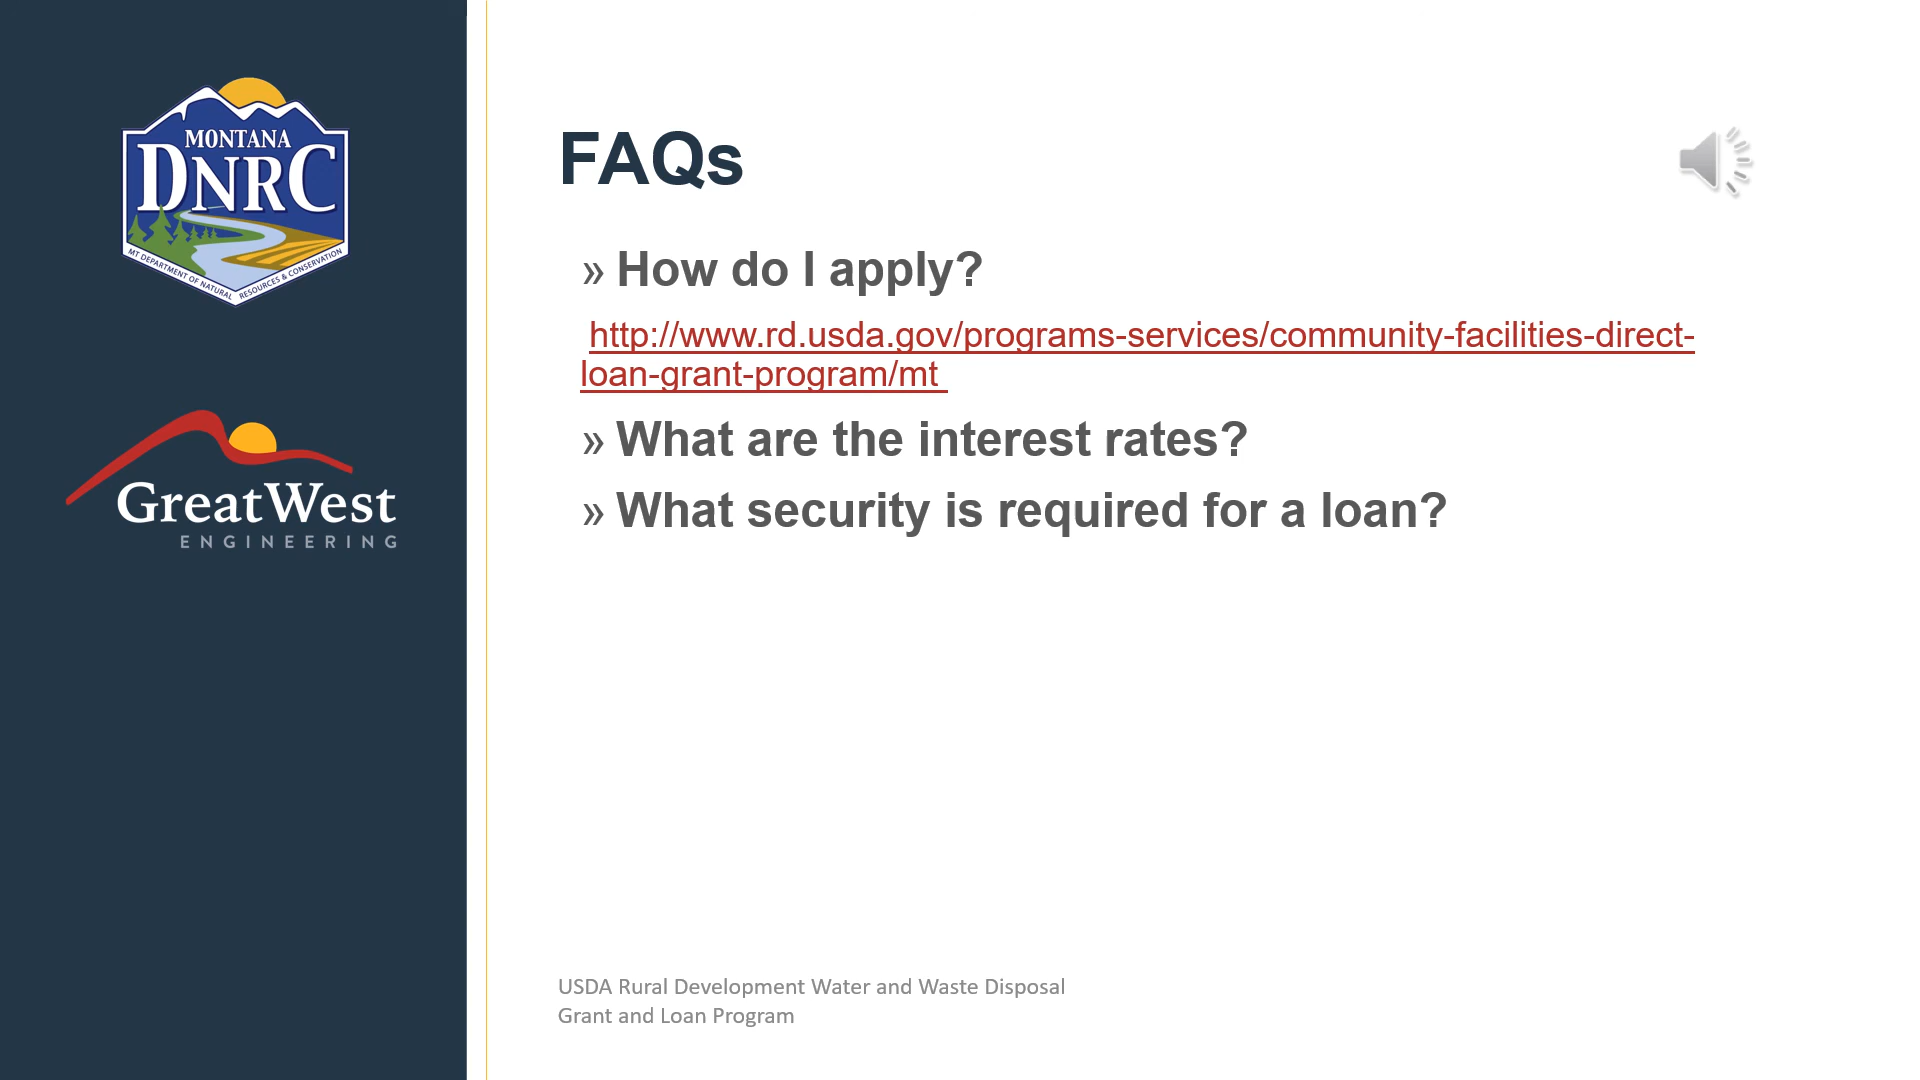 MONTANA
DNRC
MT DEPARTMENT OF NATURAL RESOURCES & CONSERVATION
GreatWest
ENGINEERING
FAQs
» How do I apply?
http://www.rd.usda.gov/programs-services/community-facilities-direct-
loan-grant-program/mt
» What are the interest rates?
» What security is required for a loan?
USDA Rural Development Water and Waste Disposal
Grant and Loan Program